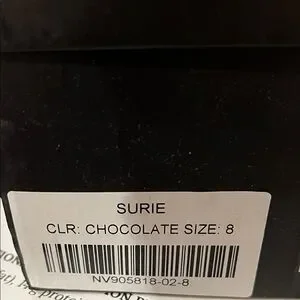 SURIE
CLR: CHOCOLATE SIZE: 8
NV905818-02-8